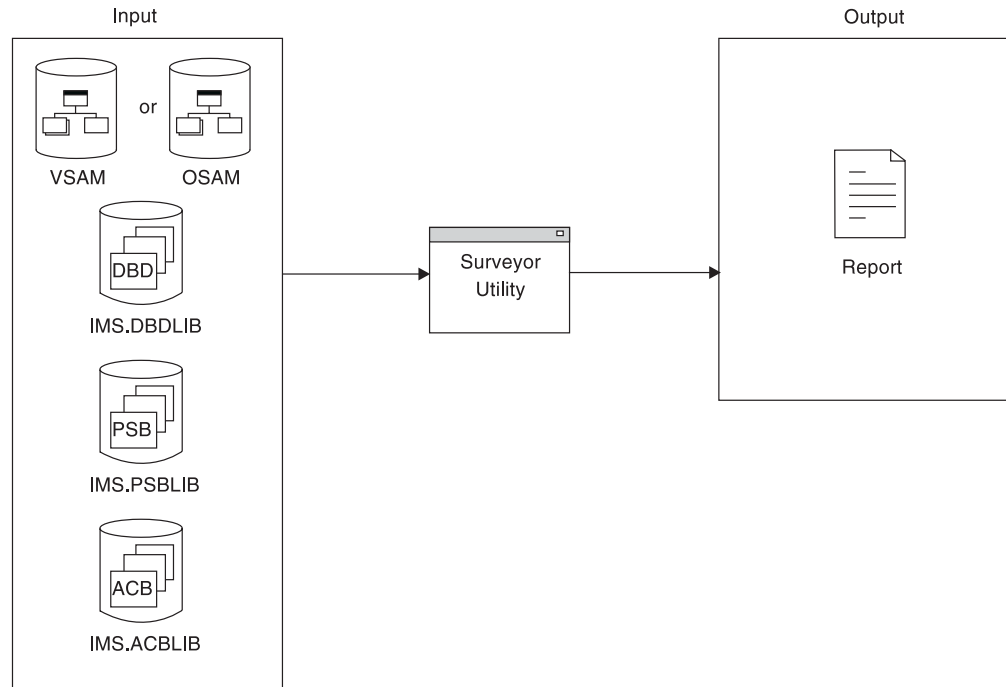 Input
or
VSAM
OSAM
DBD
IMS.DBDLIB
PSB
IMS.PSBLIB
ACB
IMS.ACBLIB
Surveyor
Utility
Output
Report